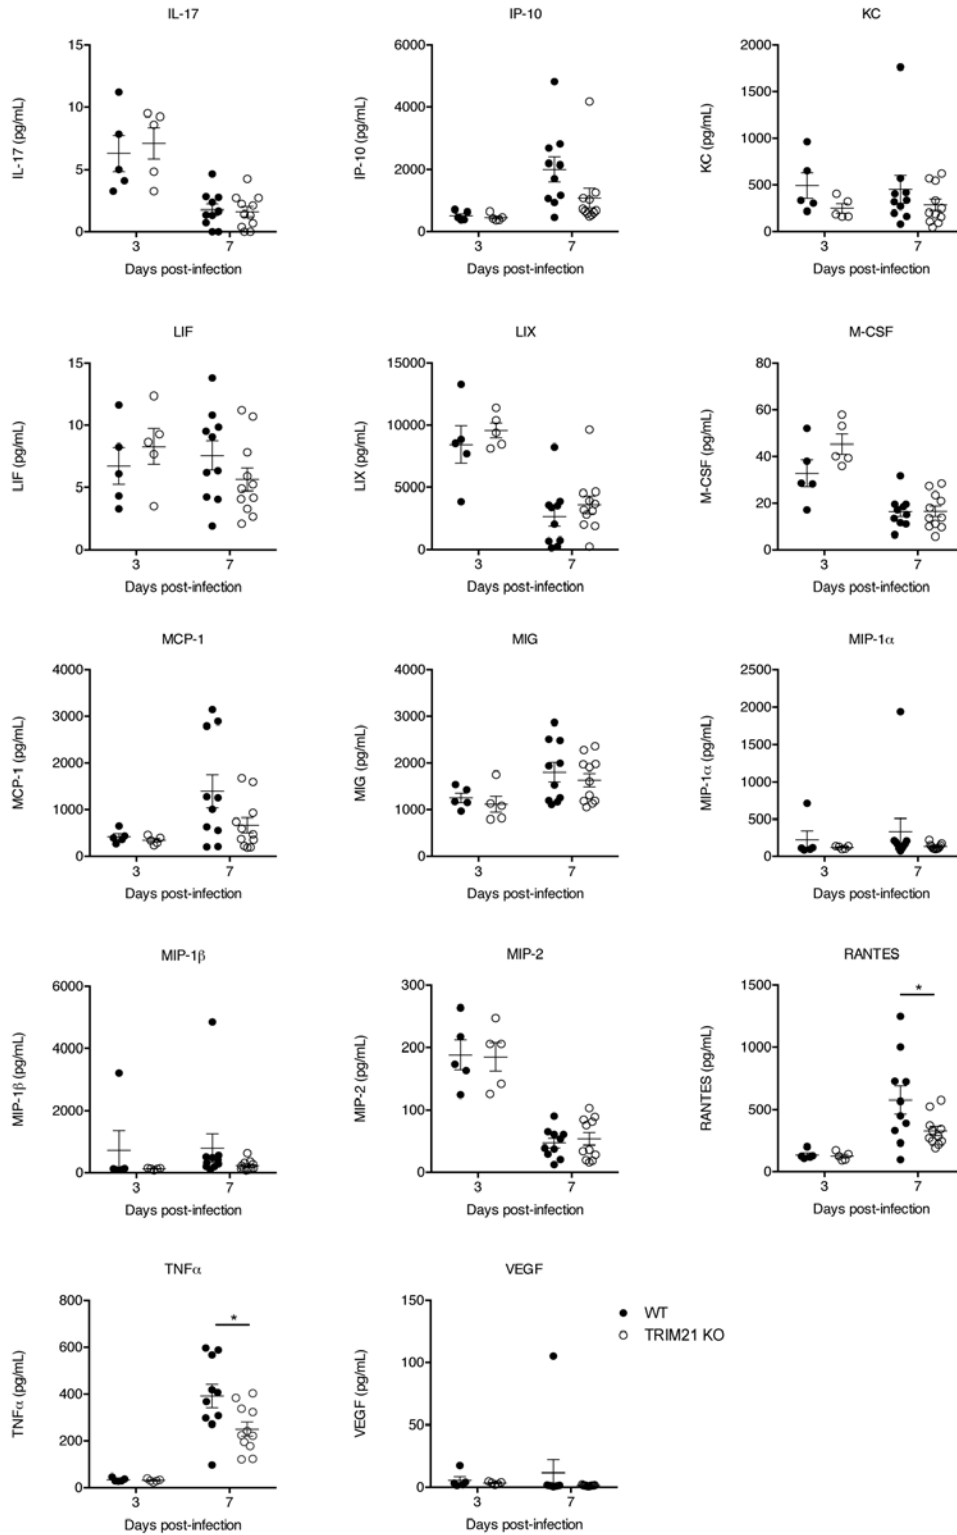 IL-17
IL-17 (pg/mL)
15
10
5
0
3
7
Days post-infection
IP-10
IP-10 (pg/mL)
6000
4000
2000
0
3
7
Days post-infection
KC
KC (pg/mL)
2000
1500
1000
500
0
3
7
Days post-infection
LIF
LIF (pg/mL)
15
10
5
0
3
7
Days post-infection
LIX
LIX (pg/mL)
15000
10000
5000
0
3
7
Days post-infection
M-CSF
M-CSF (pg/mL)
80
60
40
20
0
3
7
Days post-infection
MCP-1
MCP-1 (pg/mL)
4000
3000
2000
1000
0
3
7
Days post-infection
MIG
MIG (pg/mL)
4000
3000
2000
1000
0
3
7
Days post-infection
MIP-1α
MIP-1α (pg/mL)
2500
2000
1500
1000
500
0
3
7
Days post-infection
MIP-1β
MIP-1β (pg/mL)
6000
4000
2000
0
3
7
Days post-infection
MIP-2
MIP-2 (pg/mL)
300
200
100
0
3
7
Days post-infection
RANTES
RANTES (pg/mL)
1500
1000
500
0
*
3
7
Days post-infection
TNFα
TNFα (pg/mL)
800
600
400
200
0
*
3
7
Days post-infection
VEGF
VEGF (pg/mL)
150
100
50
0
3
7
Days post-infection
WT
TRIM21 KO